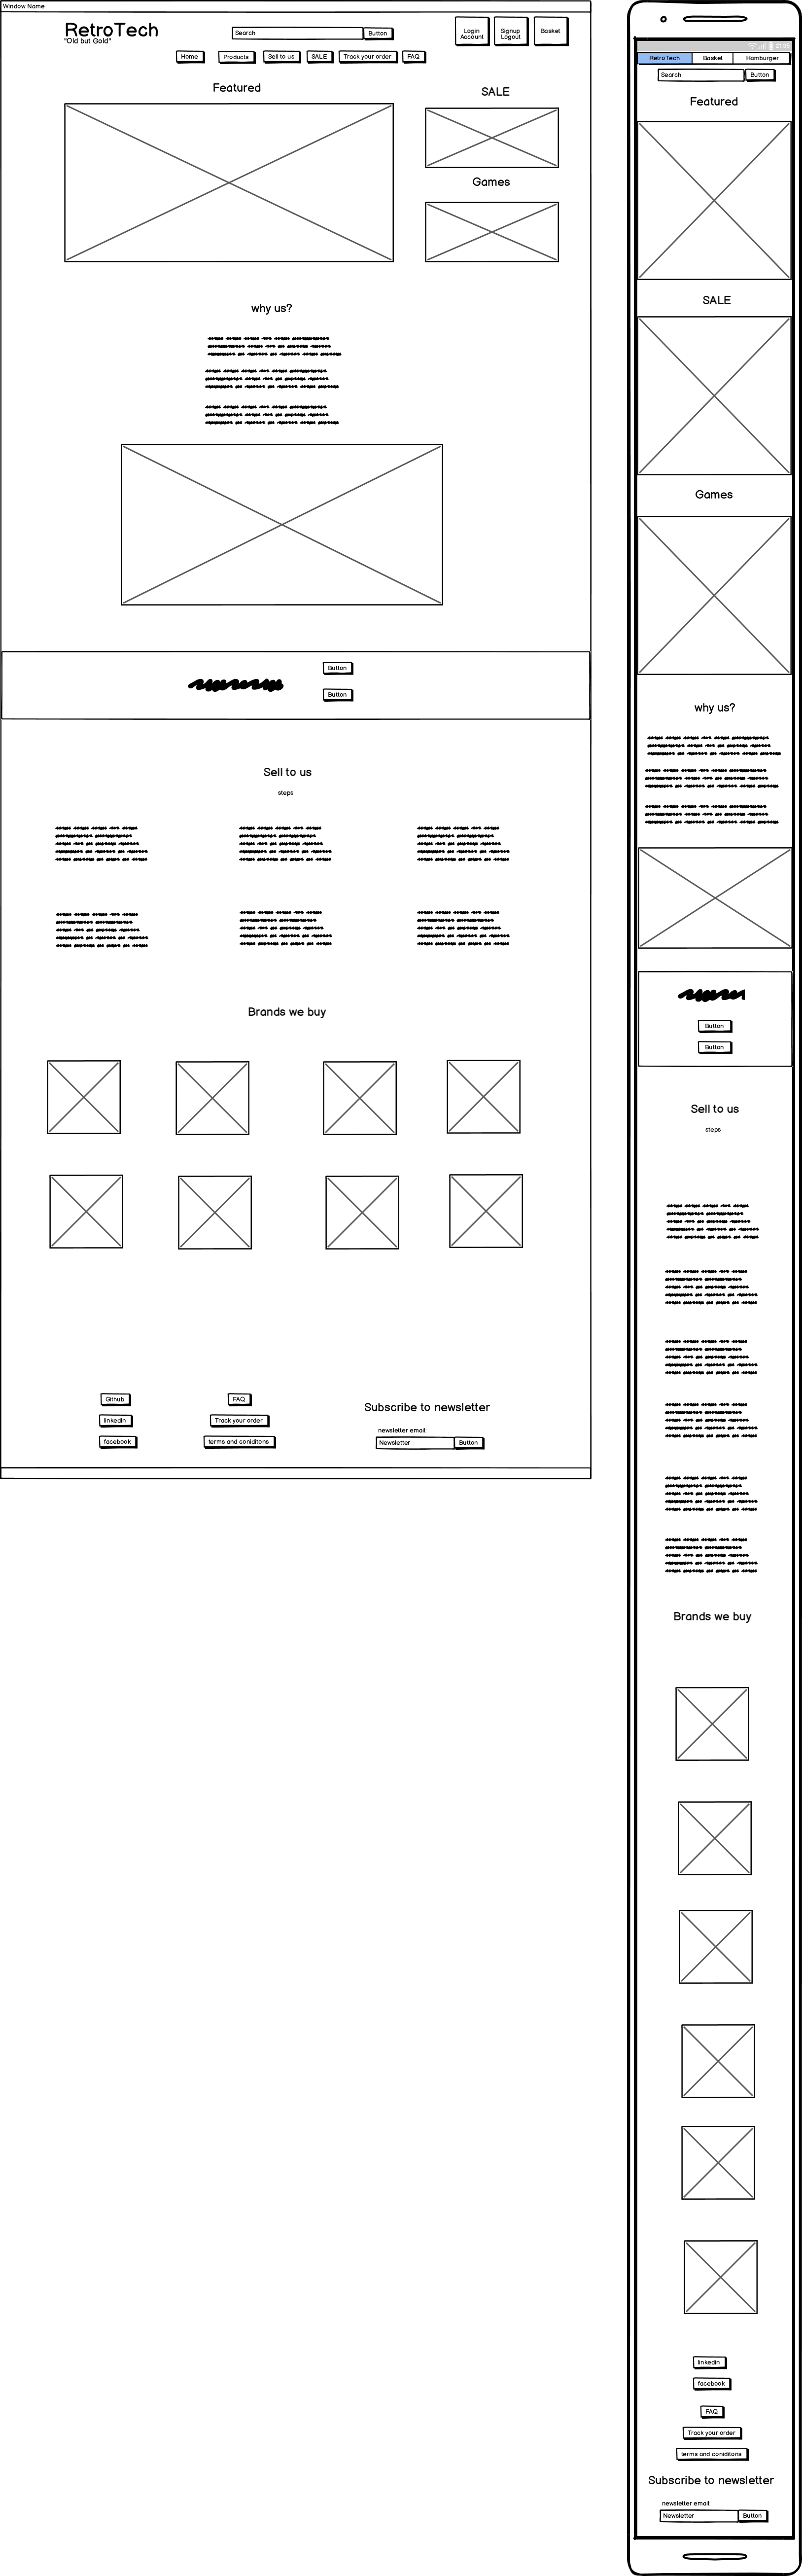 Window Name
RetroTech
"Old but Gold"
Search
Button
Login
Account
Signup
Logout
Basket
Home
Products
Sell to us
SALE
Track your order
FAQ
Featured
SALE
Games
why us?
Button
Button
Sell to us
steps
Brands we buy
Github
linkedin
facebook
FAQ
Track your order
terms and coniditons
Subscribe to newsletter
newsletter email:
Newsletter
Button
21:00
RetroTech
Basket
Hamburger
Search
Button
Featured
SALE
Games
why us?
Button
Button
Sell to us
steps
Brands we buy
linkedin
facebook
FAQ
Track your order
terms and coniditons
Subscribe to newsletter
newsletter email:
Newsletter
Button